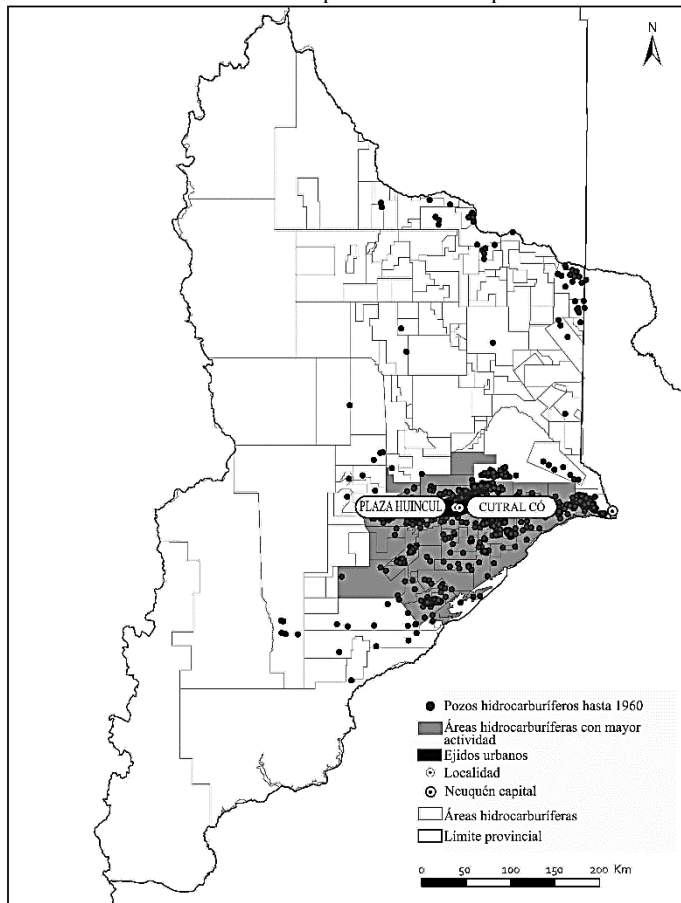 N
PLAZA HUINCUL
CUTRAL CÓ
Pozos hidrocarburíferos hasta 1960
Áreas hidrocarburíferas con mayor
actividad
Ejidos urbanos
Localidad
Neuquén capital
Áreas hidrocarburíferas
Límite provincial
0 50 100 150 200 Km